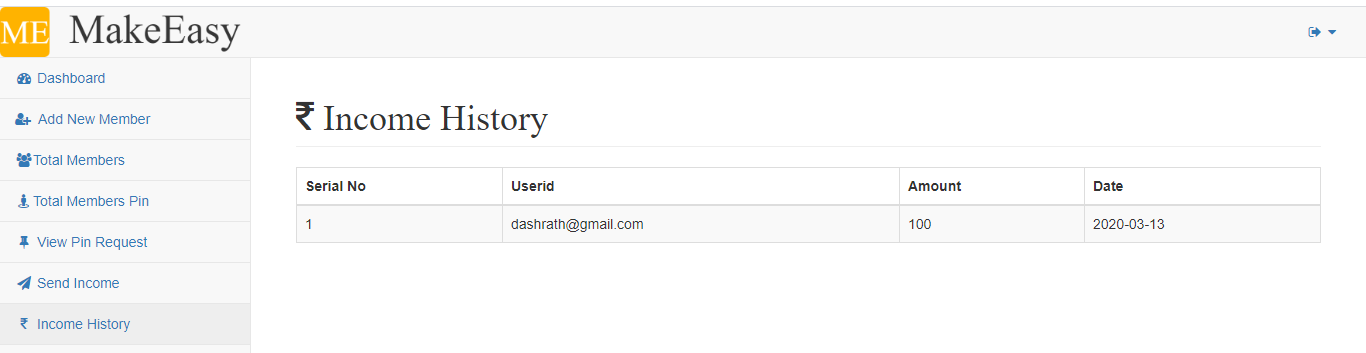 ME MakeEasy
Dashboard
Add New Member
Total Members
Total Members Pin
View Pin Request
Send Income
₹ Income History
₹ Income History
Serial No Userid Amount Date
1 dashrath@gmail.com 100 2020-03-13